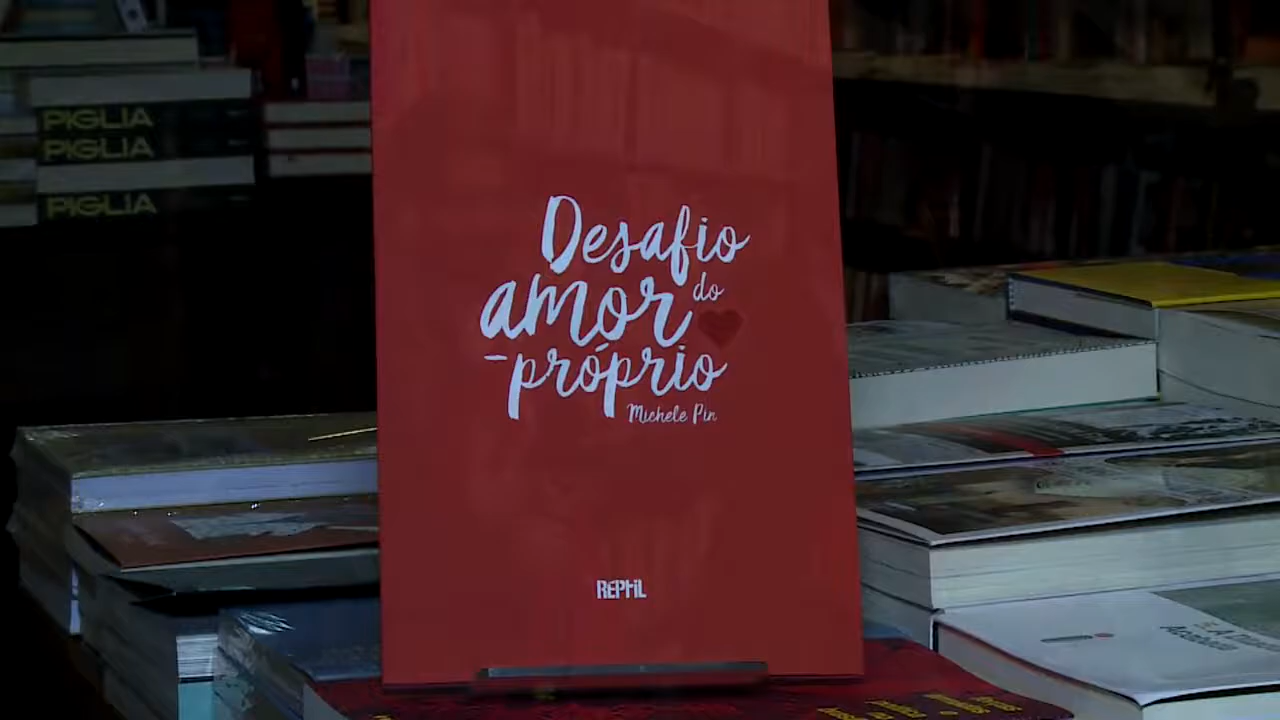 PIGLIA
PIGLIA
PIGLIA
Desafio
do
amor
-próprio
Michele Pin
REPTIL